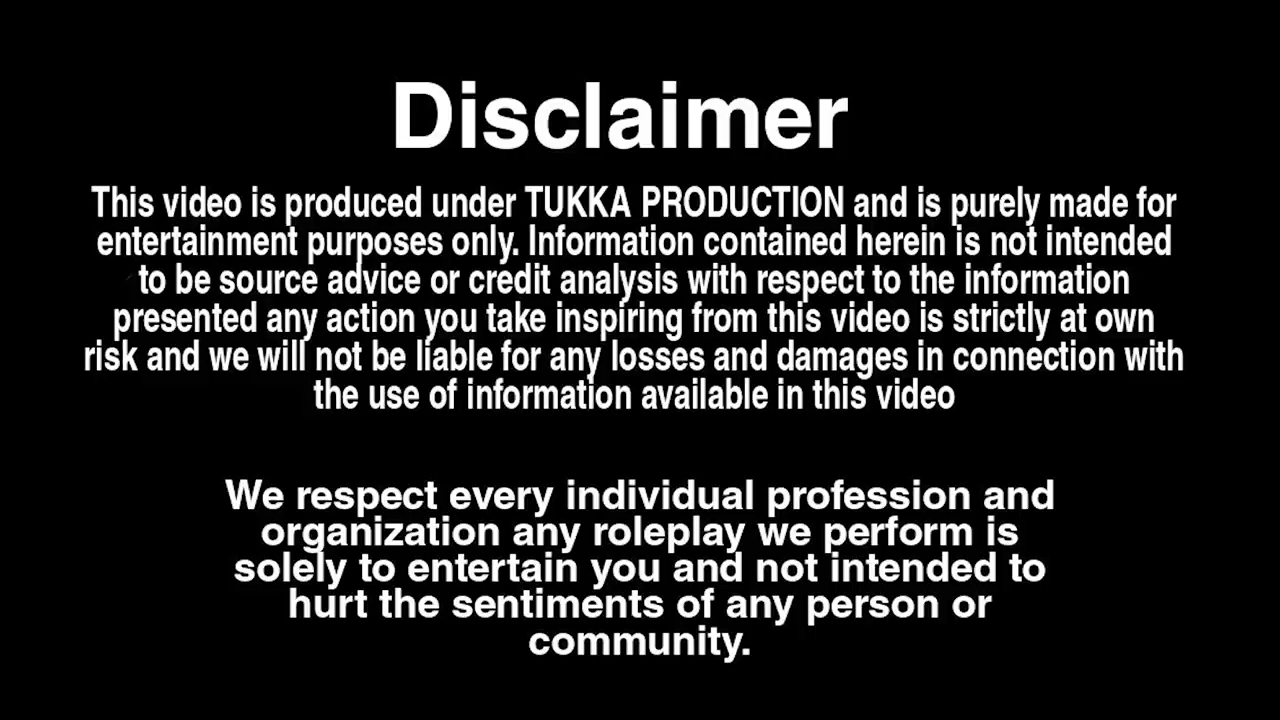 Disclaimer
This video is produced under TUKKA PRODUCTION and is purely made for
entertainment purposes only. Information contained herein is not intended
to be source advice or credit analysis with respect to the information
presented any action you take inspiring from this video is strictly at own
risk and we will not be liable for any losses and damages in connection with
the use of information available in this video
We respect every individual profession and
organization any roleplay we perform is
solely to entertain you and not intended to
hurt the sentiments of any person or
community.